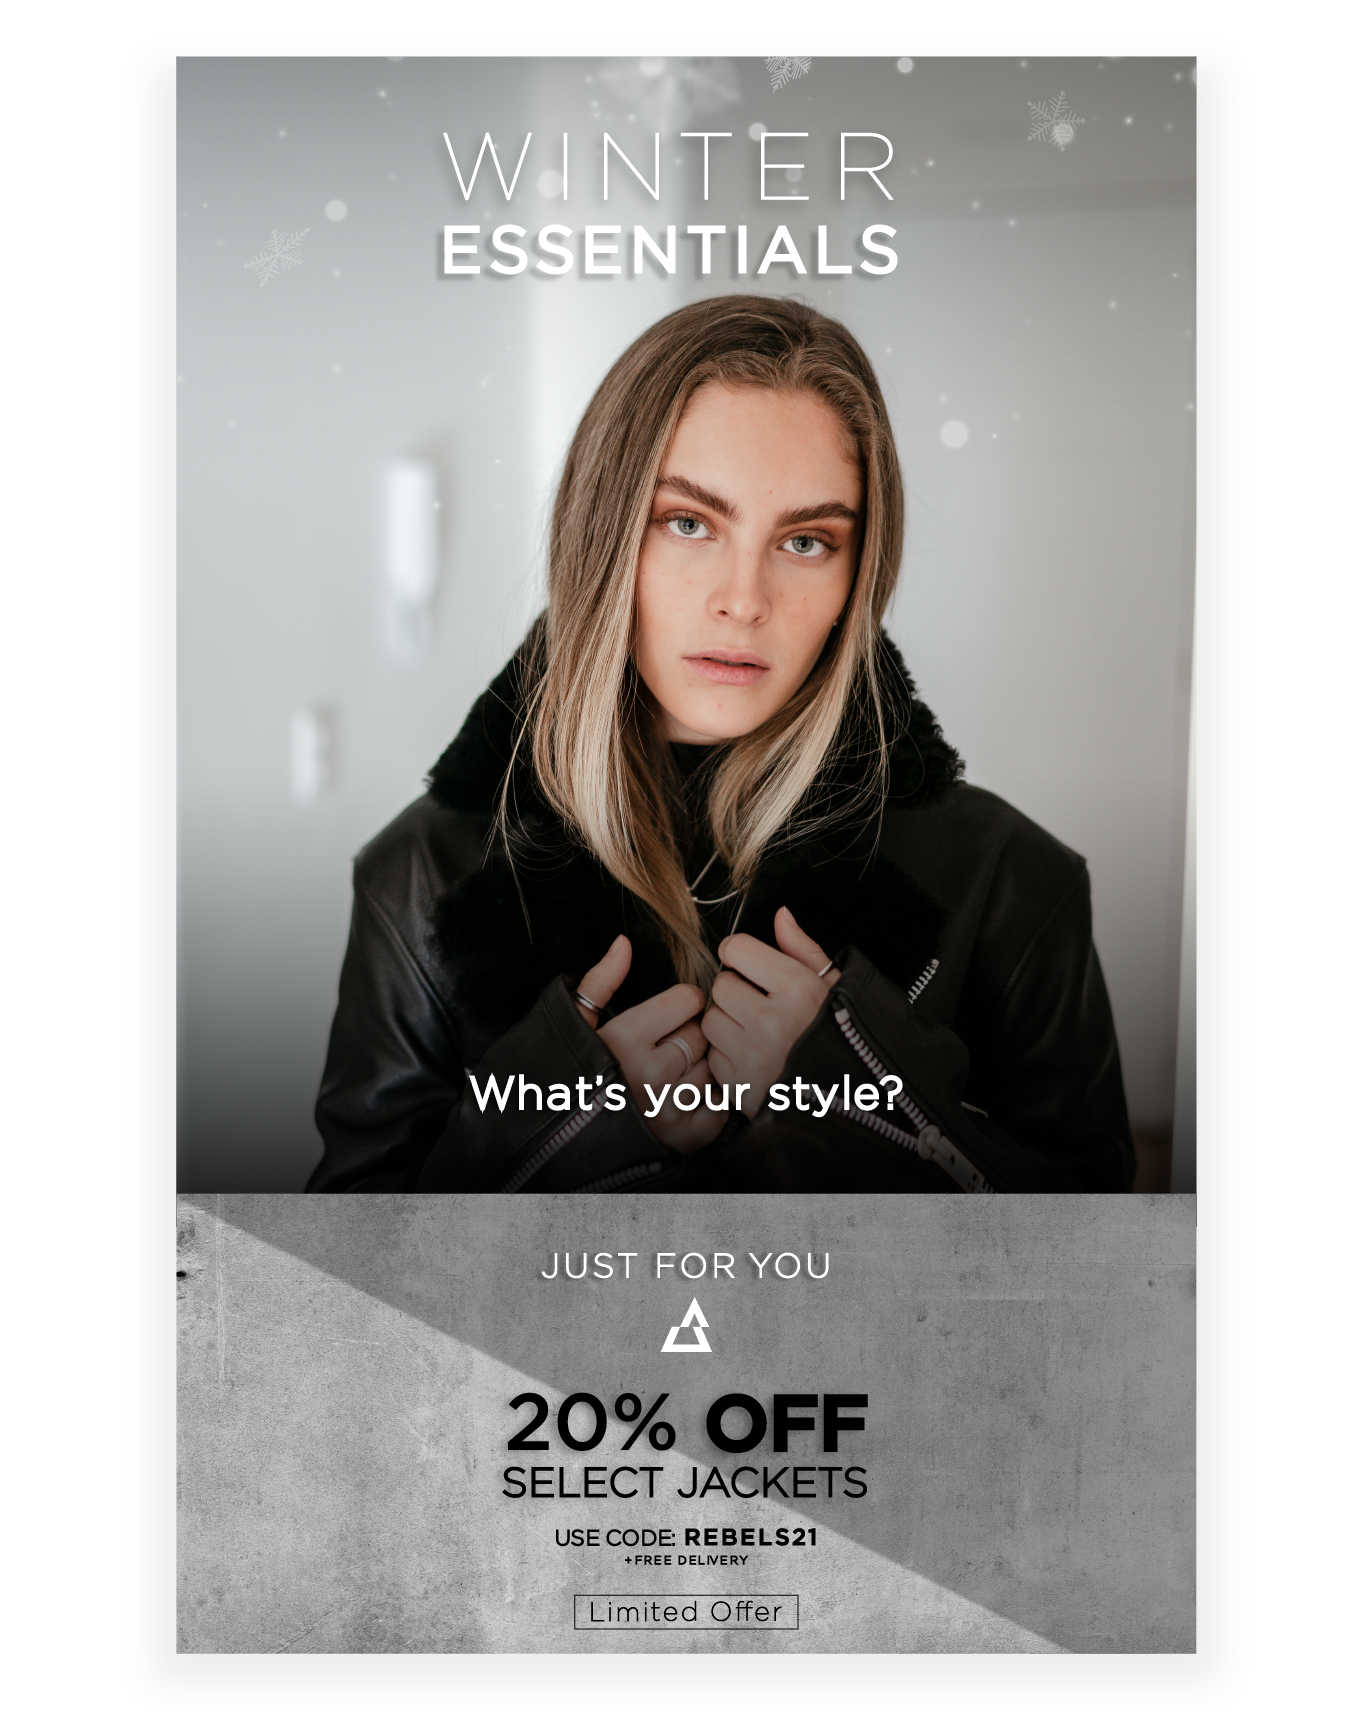 WINTER
ESSENTIALS
What's your style?
JUST FOR YOU
20% OFF
SELECT JACKETS
USE CODE: REBELS21
+FREE DELIVERY
Limited Offer